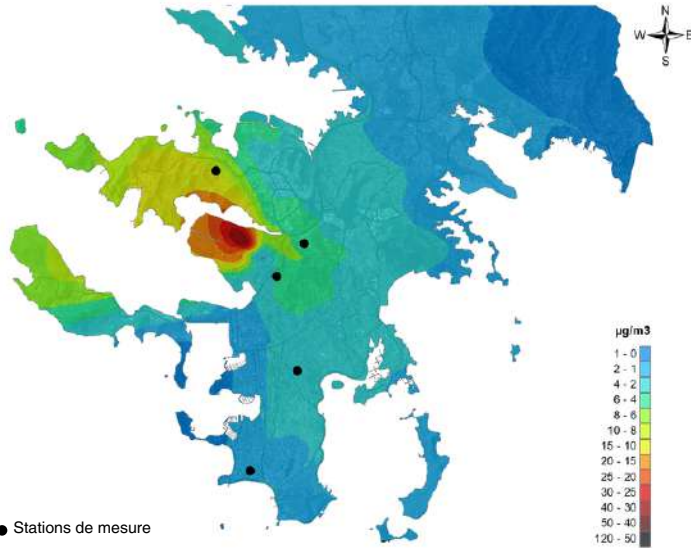 N
W E
S
µg/m3
1 - 0
2 - 1
4 - 2
6 - 4
8 - 6
10 - 8
15 - 10
20 - 15
25 - 20
30 - 25
40 - 30
50 - 40
120 - 50
Stations de mesure